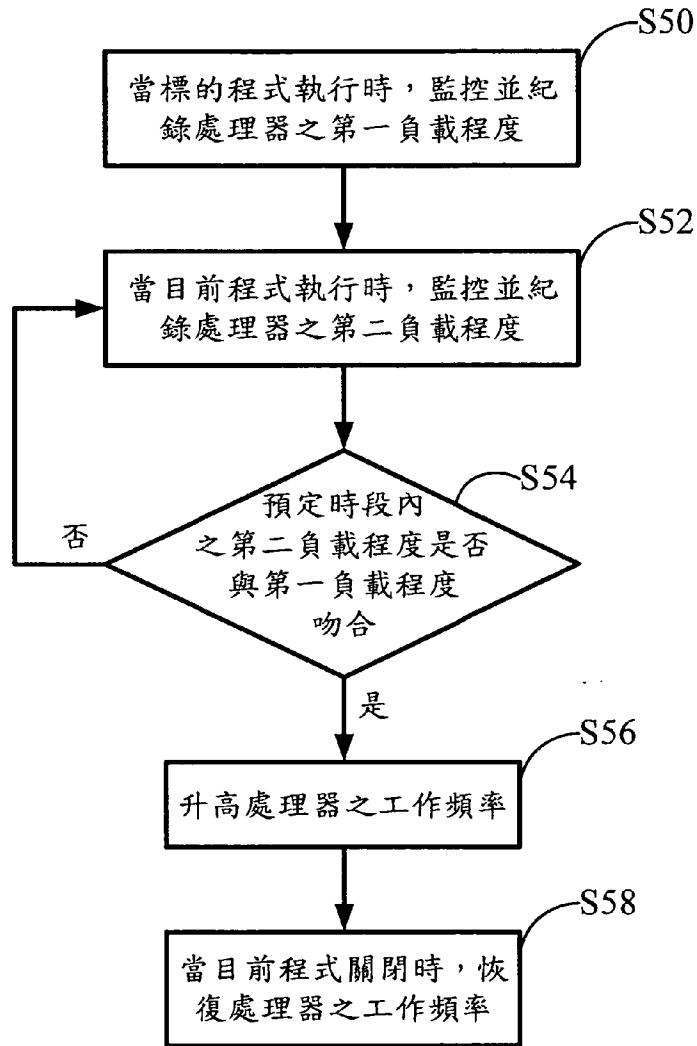 S50
當標的程式執行時，監控並紀
錄處理器之第一負載程度
S52
當目前程式執行時，監控並紀
錄處理器之第二負載程度
S54
預定時段內
之第二負載程度是否
與第一負載程度
吻合
否
是
S56
升高處理器之工作頻率
S58
當目前程式關閉時，恢
復處理器之工作頻率